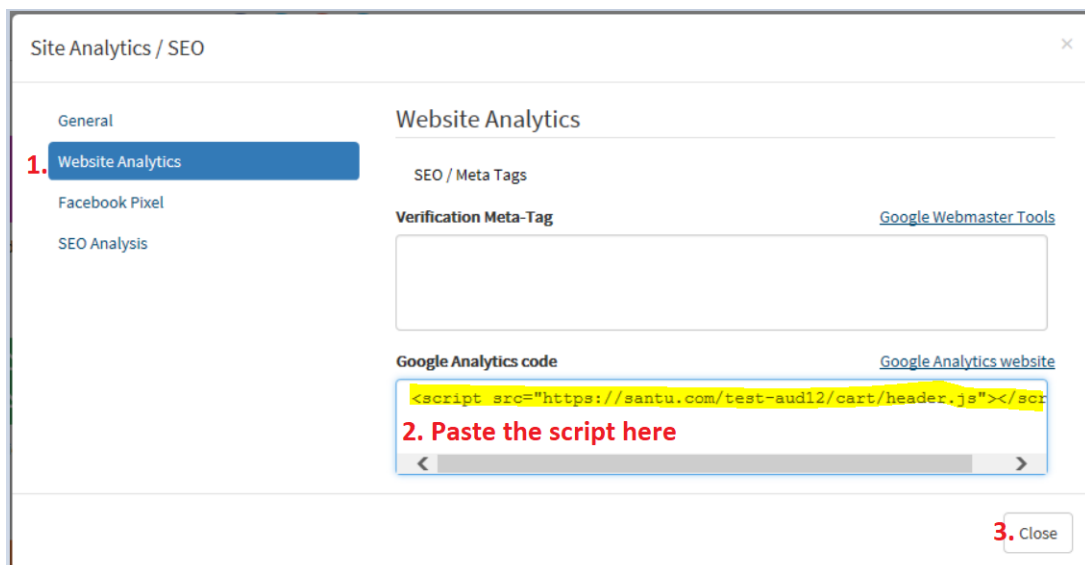 Site Analytics / SEO ×
General
1. Website Analytics
Facebook Pixel
SEO Analysis
Website Analytics
SEO / Meta Tags
Verification Meta-Tag Google Webmaster Tools
Google Analytics code Google Analytics website
<script src="https://santu.com/test-aud12/cart/header.js"></scr
2. Paste the script here
3. Close